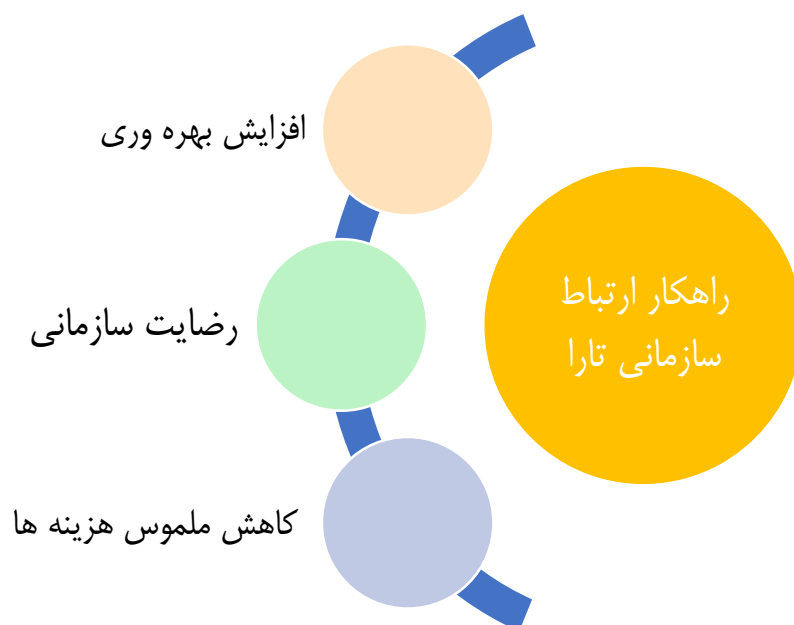 راهکار ارتباط
سازمانی تارا
افزایش بهره وری
رضایت سازمانی
کاهش ملموس هزینه ها